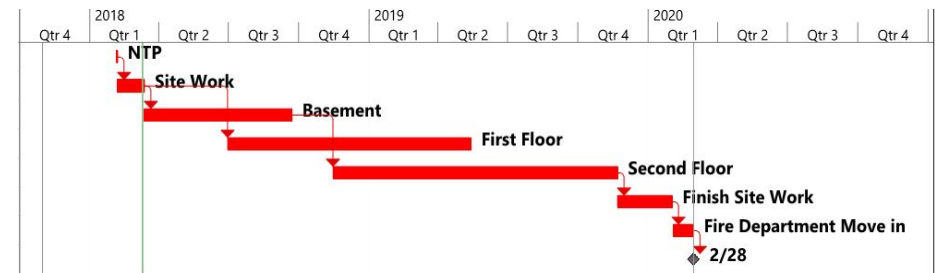 2018 2019 2020
Qtr 4 Qtr 1 Qtr 2 Qtr 3 Qtr 4 Qtr 1 Qtr 2 Qtr 3 Qtr 4 Qtr 1 Qtr 2 Qtr 3 Qtr 4
NTP
Site Work
Basement
First Floor
Second Floor
Finish Site Work
Fire Department Move in
2/28